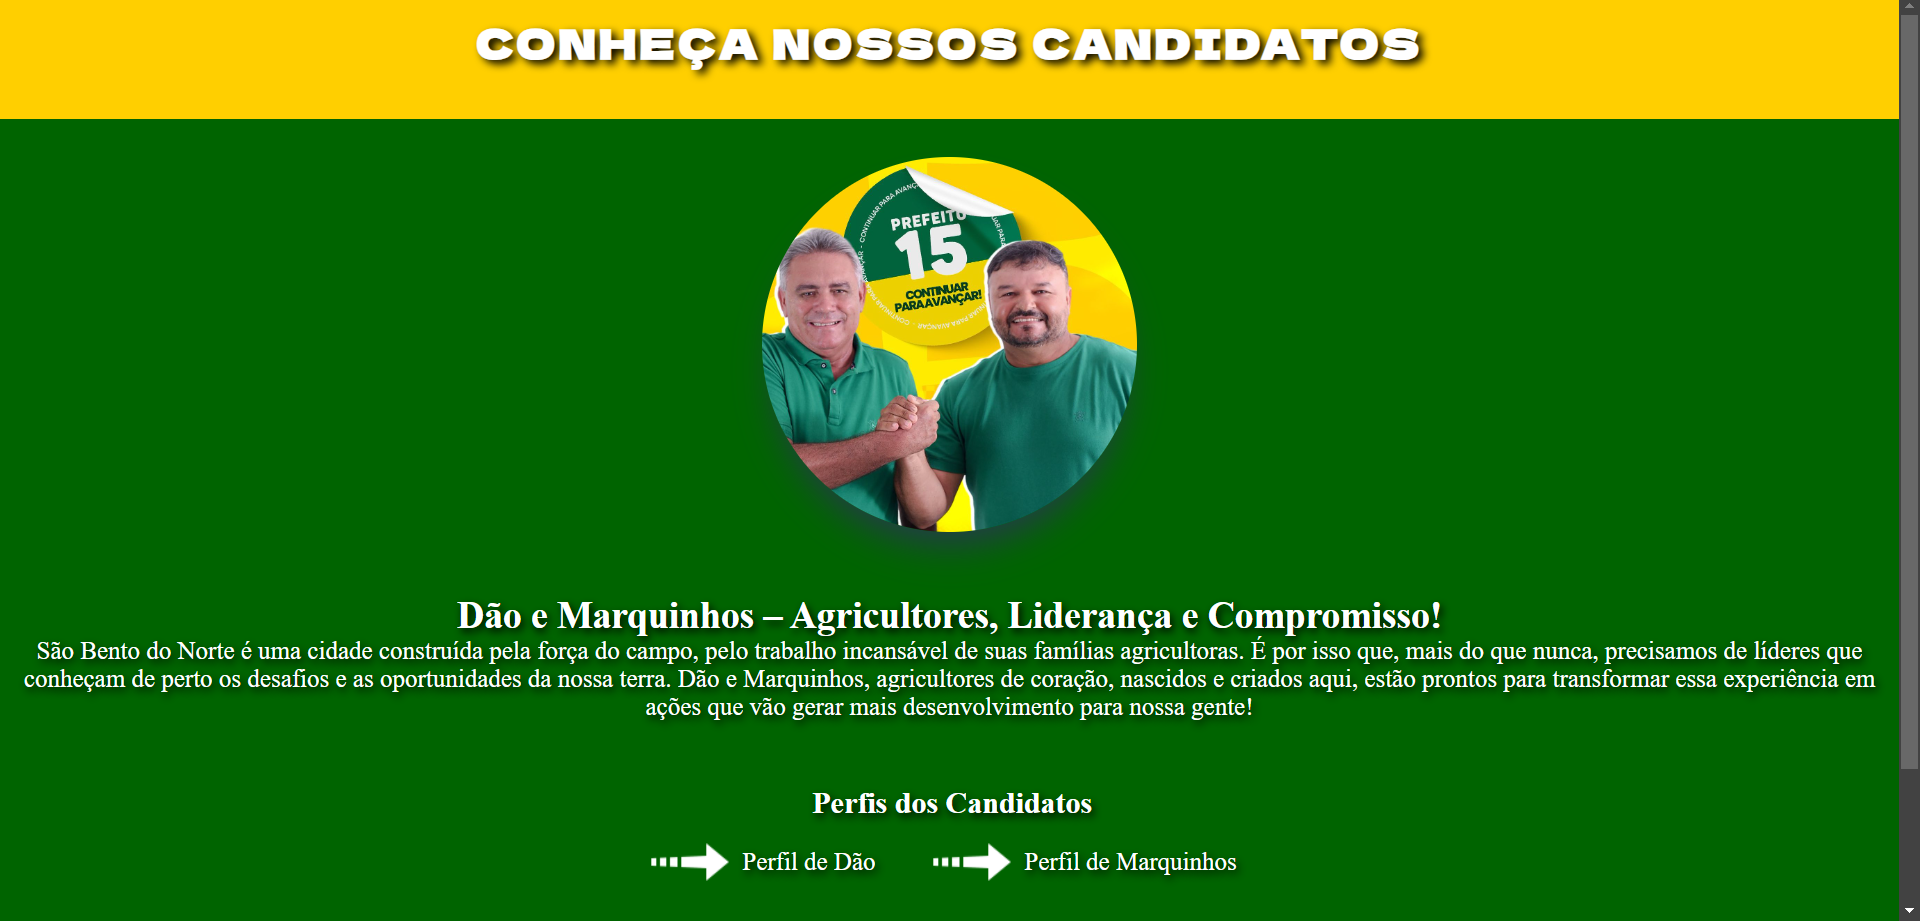 CONHEÇA NOSSOS CANDIDATOS
PREFEITO
15
CONTINUAR
PARA AVANÇAR!
Dão e Marquinhos – Agricultores, Liderança e Compromisso!
São Bento do Norte é uma cidade construída pela força do campo, pelo trabalho incansável de suas famílias agricultoras. É por isso que, mais do que nunca, precisamos de líderes que
conheçam de perto os desafios e as oportunidades da nossa terra. Dão e Marquinhos, agricultores de coração, nascidos e criados aqui, estão prontos para transformar essa experiência em
ações que vão gerar mais desenvolvimento para nossa gente!
Perfis dos Candidatos
Perfil de Dão
Perfil de Marquinhos